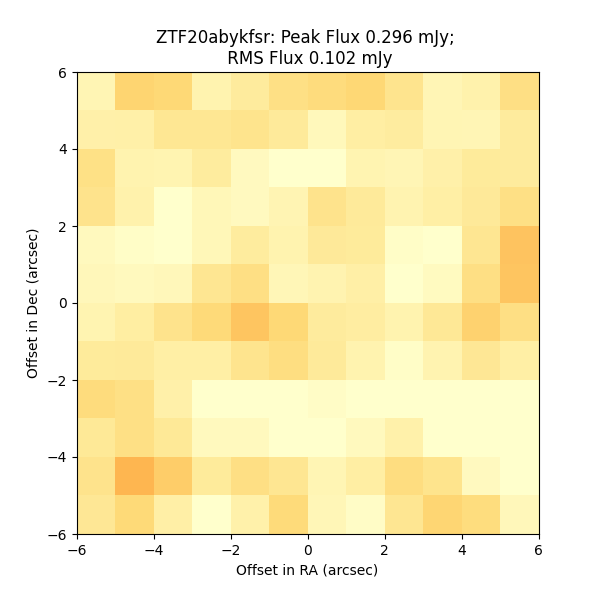 ZTF20abykfsr: Peak Flux 0.296 mJy;
RMS Flux 0.102 mJy
6
4
2
0
−2
−4
−6
Offset in Dec (arcsec)
−6 −4 −2 0 2 4 6
Offset in RA (arcsec)